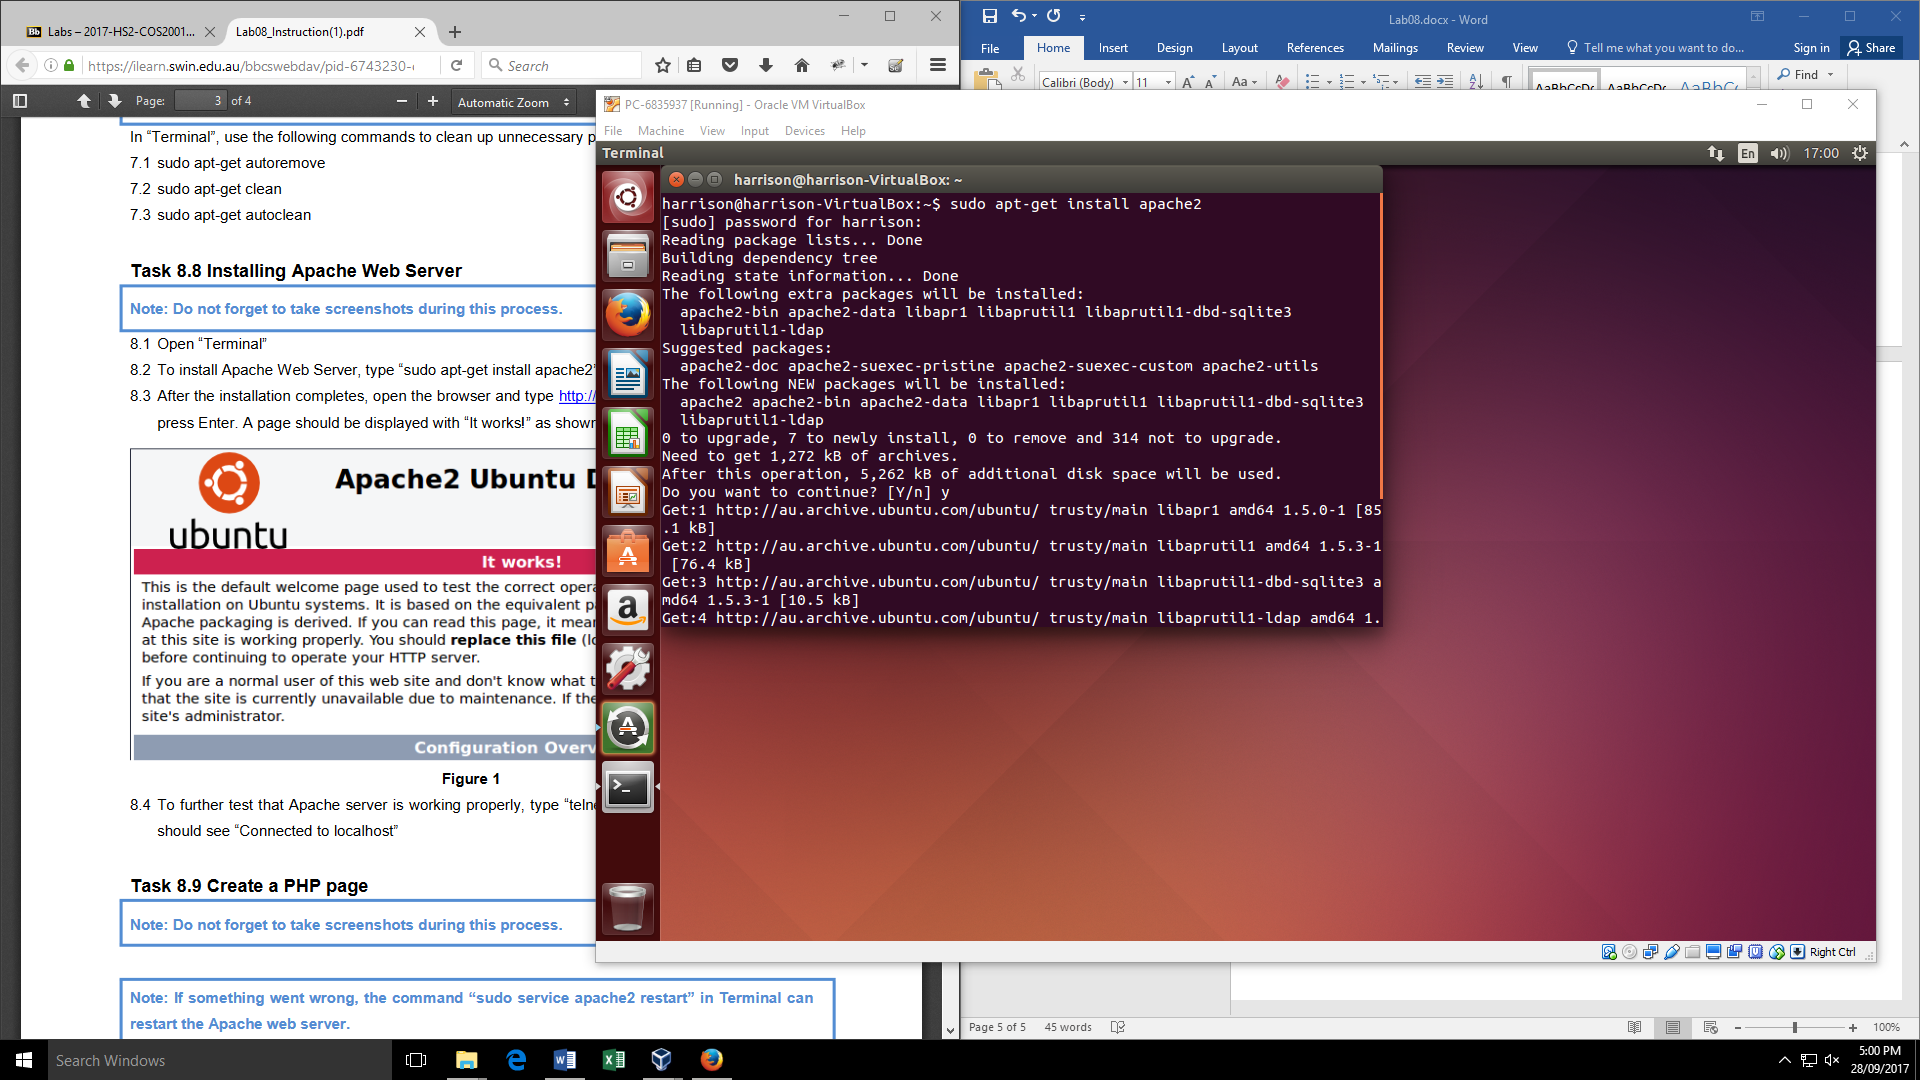 Labs – 2017-HS2-COS2001...
Lab08_Instruction(1).pdf
https://ilearn.swin.edu.au/bbcswebdav/pid-6743230-
Search
Page: 3 of 4
Automatic Zoom
In “Terminal”, use the following commands to clean up unnecessary p
7.1 sudo apt-get autoremove
7.2 sudo apt-get clean
7.3 sudo apt-get autoclean
Task 8.8 Installing Apache Web Server
Note: Do not forget to take screenshots during this process.
8.1 Open “Terminal”
8.2 To install Apache Web Server, type “sudo apt-get install apache2”
8.3 After the installation completes, open the browser and type http://
press Enter. A page should be displayed with “It works!” as shown
Apache2 Ubuntu D
ubuntu
It works!
This is the default welcome page used to test the correct opera
installation on Ubuntu systems. It is based on the equivalent p
Apache packaging is derived. If you can read this page, it mean
at this site is working properly. You should replace this file (lo
before continuing to operate your HTTP server.
If you are a normal user of this web site and don't know what t
that the site is currently unavailable due to maintenance. If the
site's administrator.
Configuration Overv
Figure 1
8.4 To further test that Apache server is working properly, type “telne
should see “Connected to localhost”
Task 8.9 Create a PHP page
Note: Do not forget to take screenshots during this process.
Note: If something went wrong, the command “sudo service apache2 restart” in Terminal can
restart the Apache web server.
Lab08.docx - Word
File Home Insert Design Layout References Mailings Review View Tell me what you want to do... Sign in Share
Calibri (Body) 11 Aa AaBbCcDc AaBbCcDc AaBbC Find
PC-6835937 [Running] - Oracle VM VirtualBox
File Machine View Input Devices Help
Terminal
En 17:00
harrison@harrison-VirtualBox: ~
harrison@harrison-VirtualBox:~$ sudo apt-get install apache2
[sudo] password for harrison:
Reading package lists... Done
Building dependency tree
Reading state information... Done
The following extra packages will be installed:
apache2-bin apache2-data libapr1 libaprutil1 libaprutil1-dbd-sqlite3
libaprutil1-ldap
Suggested packages:
apache2-doc apache2-suexec-pristine apache2-suexec-custom apache2-utils
The following NEW packages will be installed:
apache2 apache2-bin apache2-data libapr1 libaprutil1 libaprutil1-dbd-sqlite3
libaprutil1-ldap
0 to upgrade, 7 to newly install, 0 to remove and 314 not to upgrade.
Need to get 1,272 kB of archives.
After this operation, 5,262 kB of additional disk space will be used.
Do you want to continue? [Y/n] y
Get:1 http://au.archive.ubuntu.com/ubuntu/ trusty/main libapr1 amd64 1.5.0-1 [85
.1 kB]
Get:2 http://au.archive.ubuntu.com/ubuntu/ trusty/main libaprutil1 amd64 1.5.3-1
[76.4 kB]
Get:3 http://au.archive.ubuntu.com/ubuntu/ trusty/main libaprutil1-dbd-sqlite3 a
md64 1.5.3-1 [10.5 kB]
Get:4 http://au.archive.ubuntu.com/ubuntu/ trusty/main libaprutil1-ldap amd64 1.
Right Ctrl
Page 5 of 5 45 words
100%
Search Windows
5:00 PM
28/09/2017